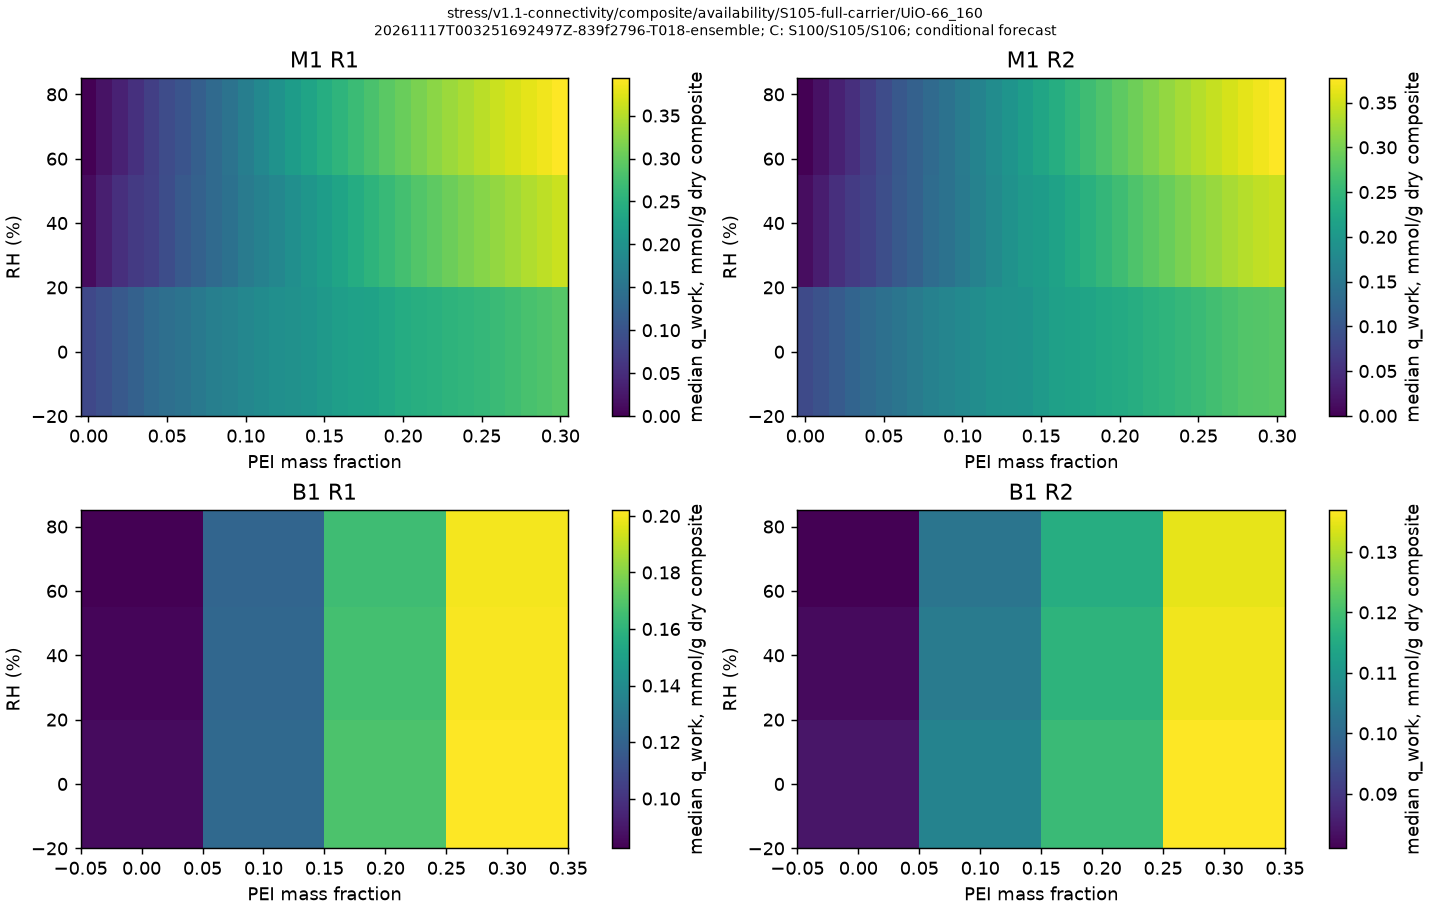 stress/v1.1-connectivity/composite/availability/S105-full-carrier/UiO-66_160
20261117T003251692497Z-839f2796-T018-ensemble; C: S100/S105/S106; conditional forecast
M1 R1
RH (%)
80
60
40
20
0
−20
0.00 0.05 0.10 0.15 0.20 0.25 0.30
PEI mass fraction
0.35
0.30
0.25
0.20
0.15
0.10
0.05
0.00
median q_work, mmol/g dry composite
M1 R2
RH (%)
80
60
40
20
0
−20
0.00 0.05 0.10 0.15 0.20 0.25 0.30
PEI mass fraction
0.35
0.30
0.25
0.20
0.15
0.10
0.05
0.00
median q_work, mmol/g dry composite
B1 R1
RH (%)
80
60
40
20
0
−20
−0.05 0.00 0.05 0.10 0.15 0.20 0.25 0.30 0.35
PEI mass fraction
0.20
0.18
0.16
0.14
0.12
0.10
median q_work, mmol/g dry composite
B1 R2
RH (%)
80
60
40
20
0
−20
−0.05 0.00 0.05 0.10 0.15 0.20 0.25 0.30 0.35
PEI mass fraction
0.13
0.12
0.11
0.10
0.09
median q_work, mmol/g dry composite